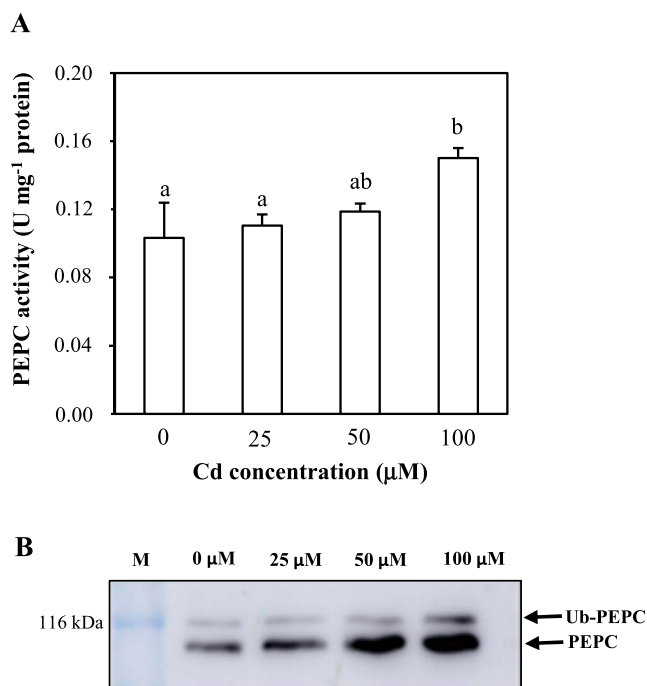 A
PEPC activity (U mg⁻¹ protein)
0.20
0.16
0.12
0.08
0.04
0.00
a
a
ab
b
0 25 50 100
Cd concentration (μM)
B
M 0 μM 25 μM 50 μM 100 μM
116 kDa
Ub-PEPC
PEPC